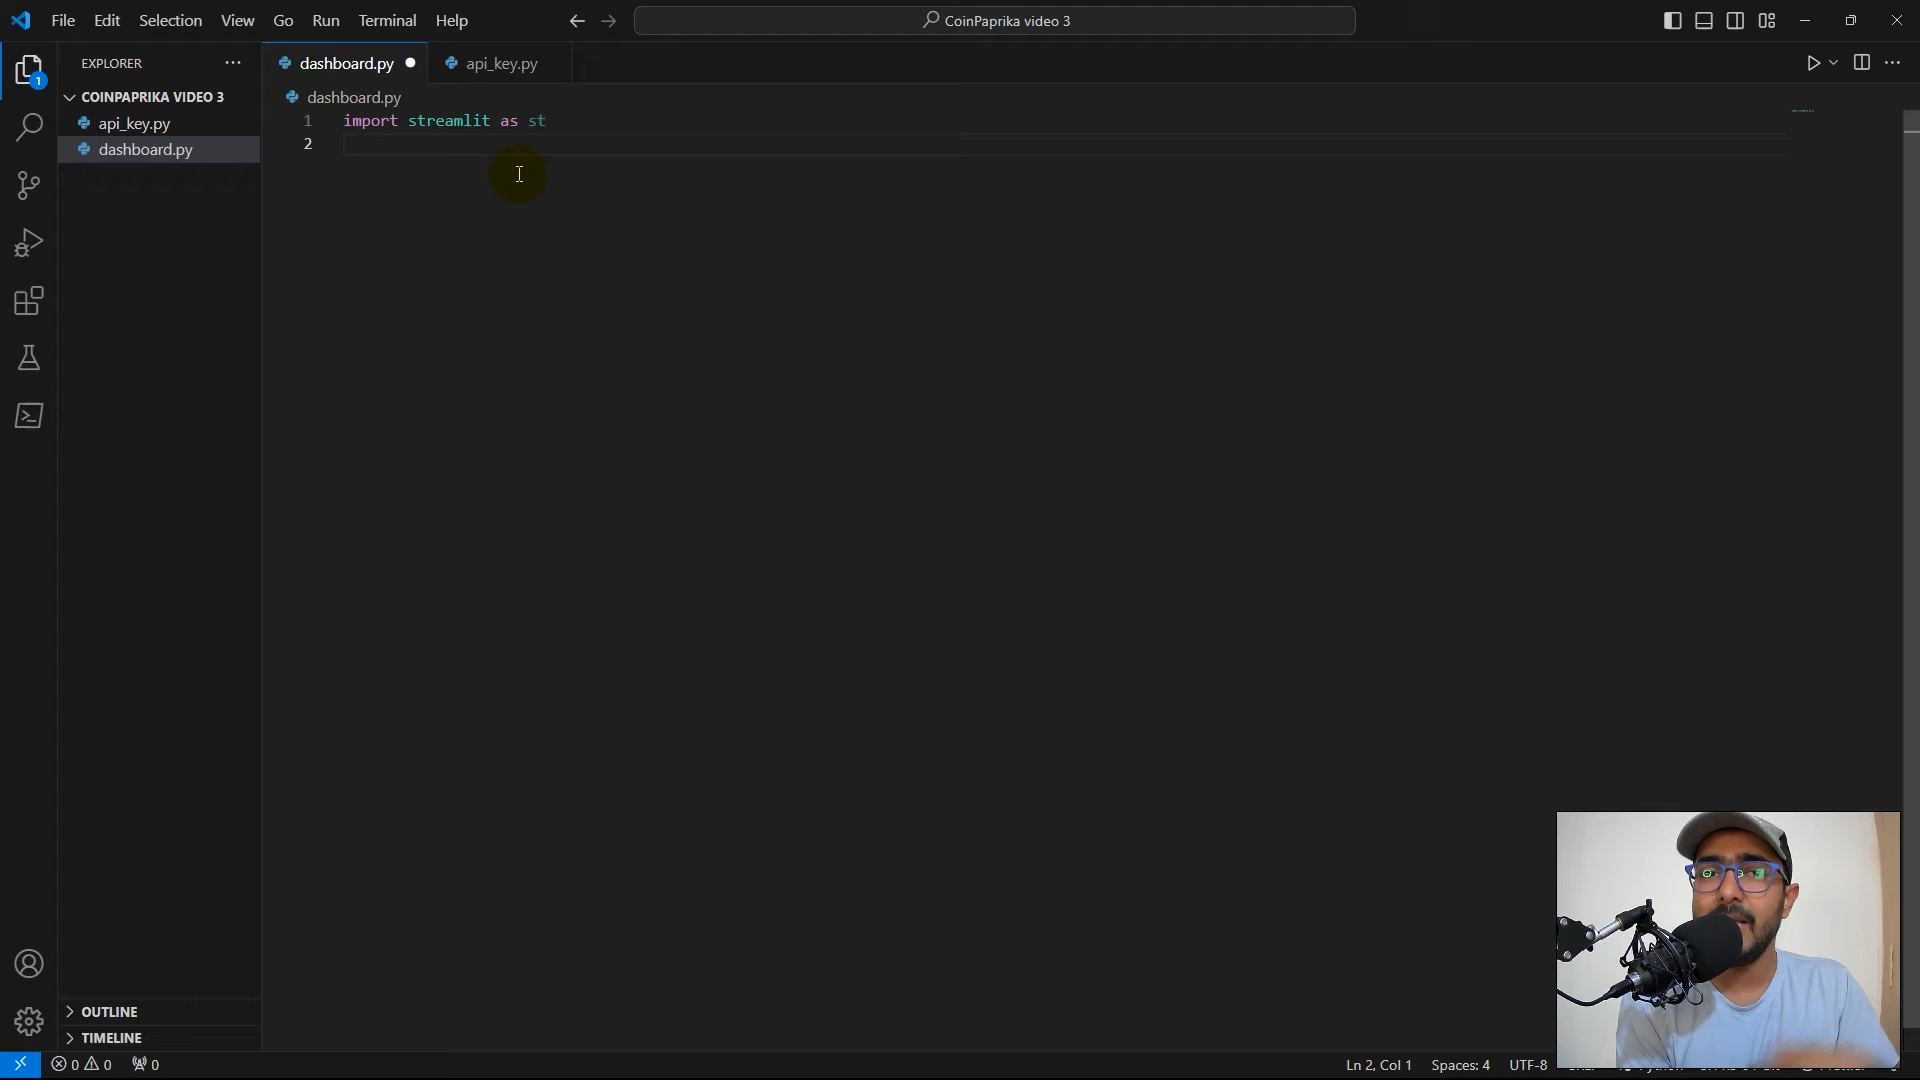 File Edit Selection View Go Run Terminal Help
CoinPaprika video 3
EXPLORER
dashboard.py
api_key.py
1
COINPAPRIKA VIDEO 3
api_key.py
dashboard.py
dashboard.py
1 import streamlit as st
2
OUTLINE
TIMELINE
0 0 0
Ln 2, Col 1 Spaces: 4 UTF-8